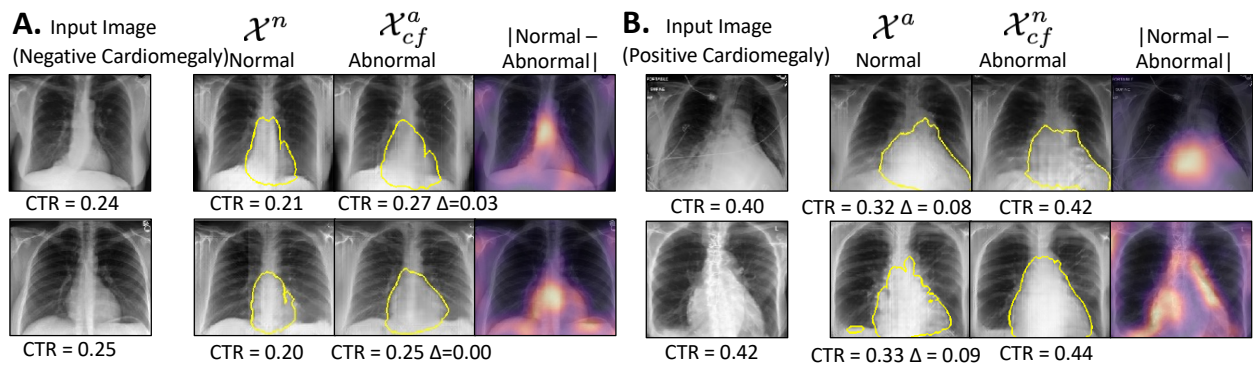 A. Input Image
(Negative Cardiomegaly)
𝒳ⁿ
Normal
𝒳ᵃ_cf
Abnormal
|Normal –
Abnormal|
CTR = 0.24
CTR = 0.21
CTR = 0.27 Δ=0.03
CTR = 0.25
CTR = 0.20
CTR = 0.25 Δ=0.00
B. Input Image
(Positive Cardiomegaly)
𝒳ᵃ
Normal
𝒳ⁿ_cf
Abnormal
|Normal –
Abnormal|
PORTABLE
CTR = 0.40
CTR = 0.32 Δ = 0.08
CTR = 0.42
L
CTR = 0.42
CTR = 0.33 Δ = 0.09
CTR = 0.44